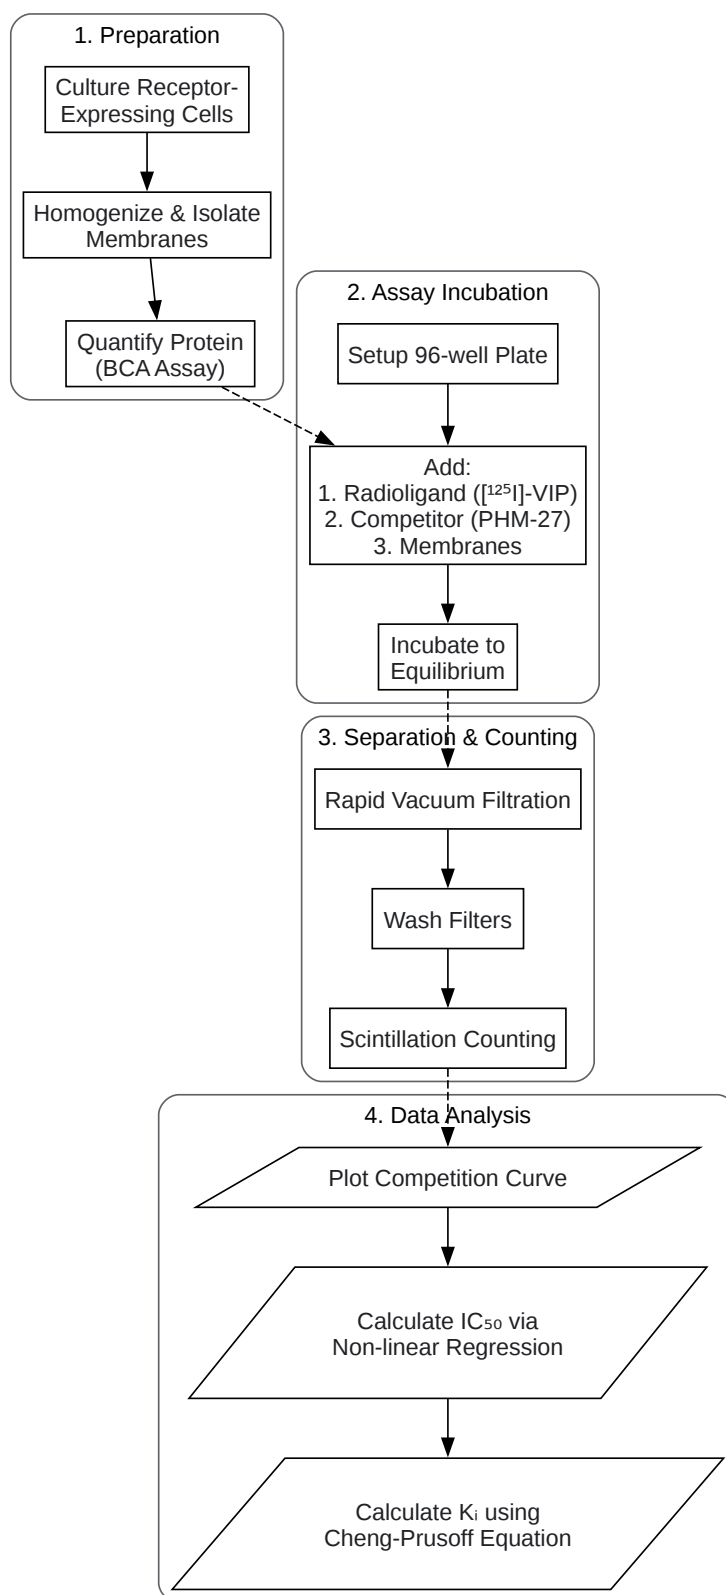 1. Preparation
Culture Receptor-
Expressing Cells
Homogenize & Isolate
Membranes
Quantify Protein
(BCA Assay)
2. Assay Incubation
Setup 96-well Plate
Add:
1. Radioligand ([¹²⁵I]-VIP)
2. Competitor (PHM-27)
3. Membranes
Incubate to
Equilibrium
3. Separation & Counting
Rapid Vacuum Filtration
Wash Filters
Scintillation Counting
4. Data Analysis
Plot Competition Curve
Calculate IC₅₀ via
Non-linear Regression
Calculate Kᵢ using
Cheng-Prusoff Equation